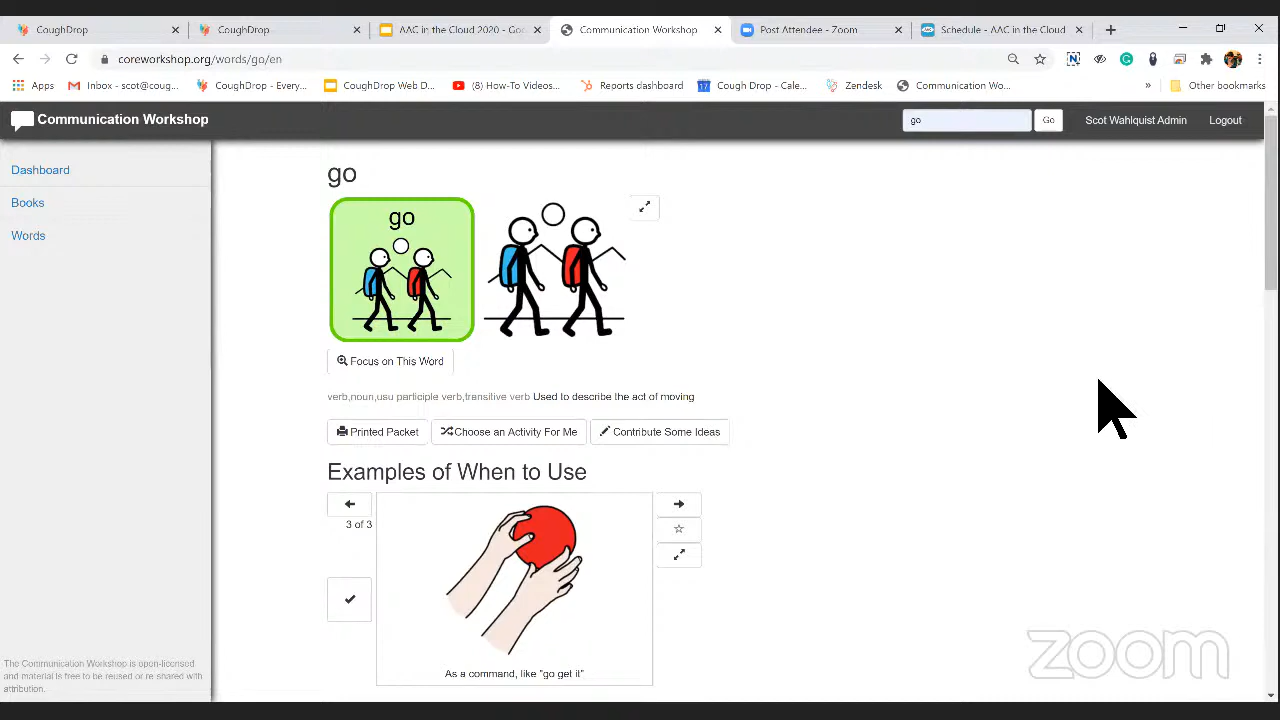 CoughDrop
CoughDrop
AAC in the Cloud 2020 - Go
Communication Workshop
Post Attendee - Zoom
Schedule - AAC in the Cloud
coreworkshop.org/words/go/en
Apps
Inbox - scot@coug...
CoughDrop - Every...
CoughDrop Web D...
(8) How-To Videos...
Reports dashboard
Cough Drop - Cale...
Zendesk
Communication Wo...
»
Other bookmarks
Communication Workshop
go
Go
Scot Wahlquist Admin
Logout
Dashboard
Books
Words
go
go
Focus on This Word
verb,noun,usu participle verb,transitive verb Used to describe the act of moving
Printed Packet
Choose an Activity For Me
Contribute Some Ideas
Examples of When to Use
3 of 3
As a command, like "go get it"
The Communication Workshop is open-licensed
and material is free to be reused or re shared with
attribution.
zoom